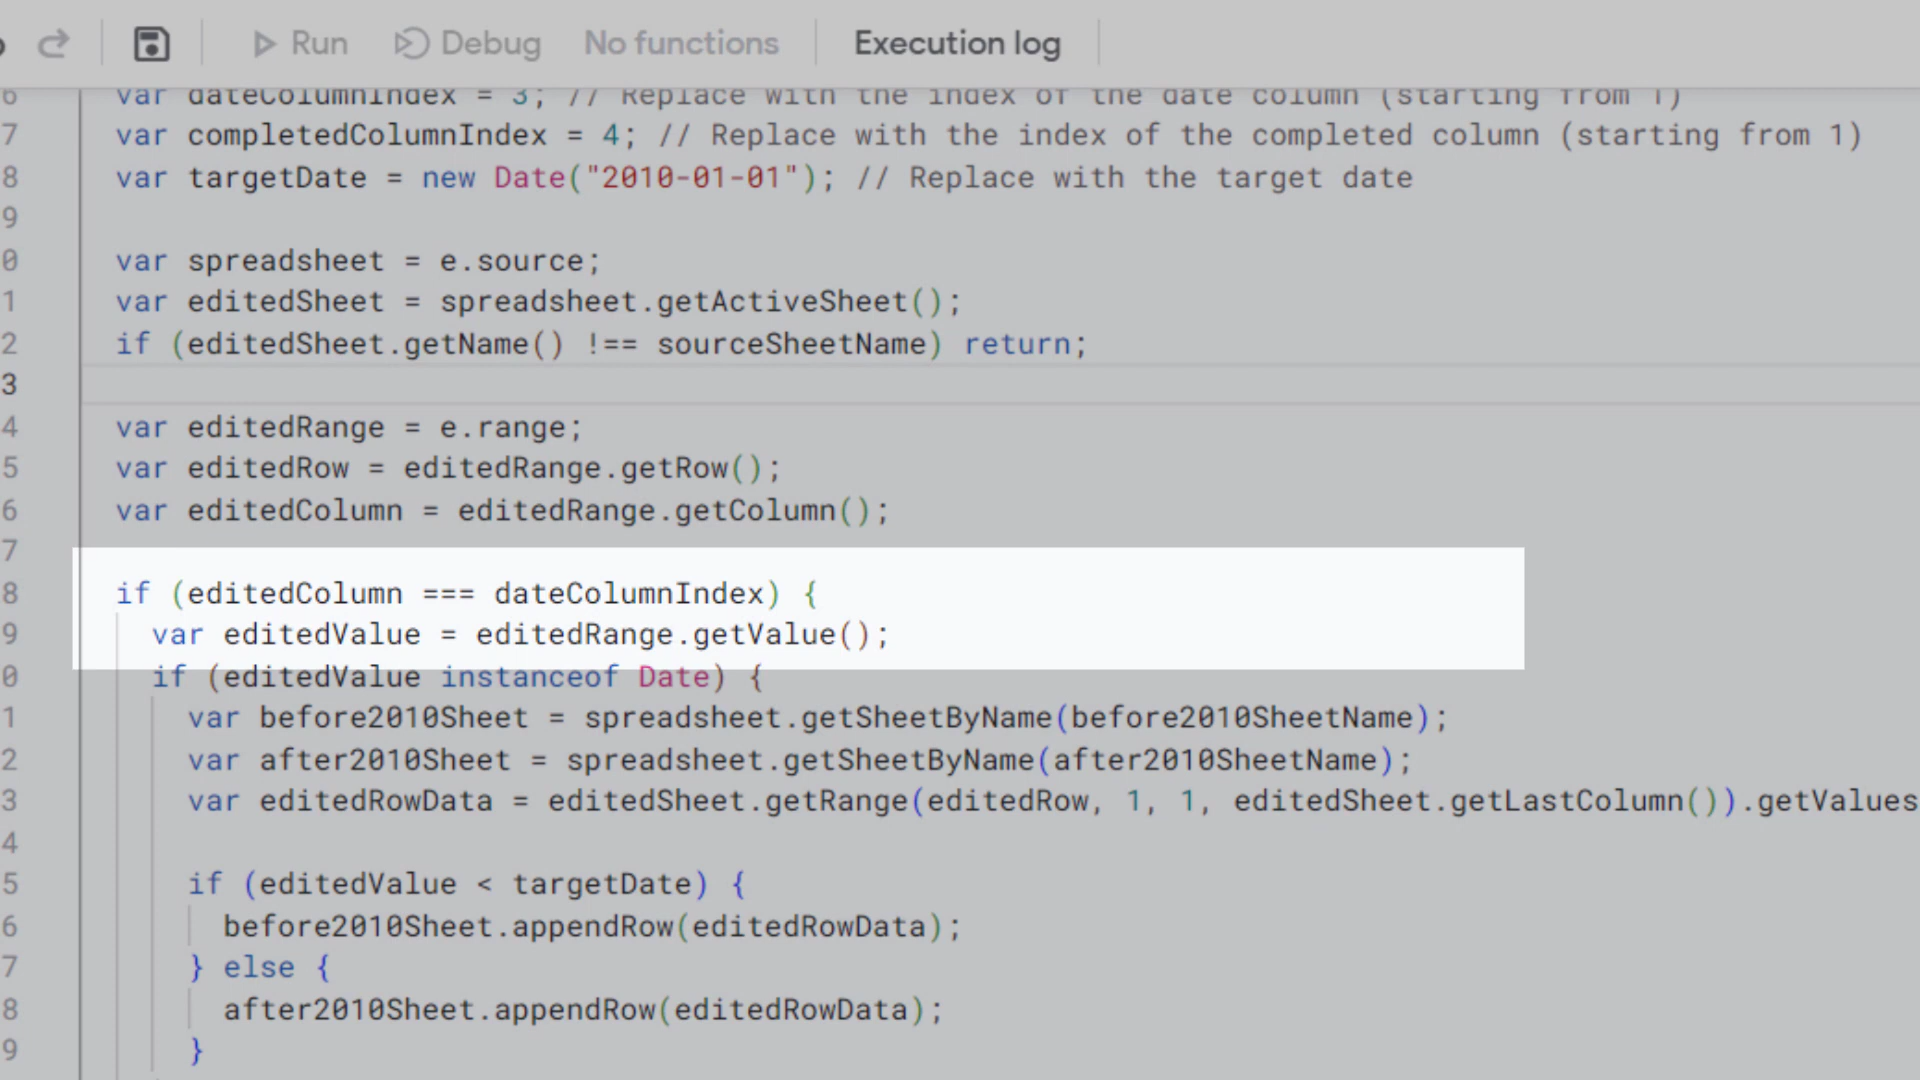 Run Debug No functions Execution log
6 var dateColumnIndex = 3; // Replace with the index of the date column (starting from 1)
7 var completedColumnIndex = 4; // Replace with the index of the completed column (starting from 1)
8 var targetDate = new Date("2010-01-01"); // Replace with the target date
9
0 var spreadsheet = e.source;
1 var editedSheet = spreadsheet.getActiveSheet();
2 if (editedSheet.getName() !== sourceSheetName) return;
3
4 var editedRange = e.range;
5 var editedRow = editedRange.getRow();
6 var editedColumn = editedRange.getColumn();
7
8 if (editedColumn === dateColumnIndex) {
9 var editedValue = editedRange.getValue();
0 if (editedValue instanceof Date) {
1 var before2010Sheet = spreadsheet.getSheetByName(before2010SheetName);
2 var after2010Sheet = spreadsheet.getSheetByName(after2010SheetName);
3 var editedRowData = editedSheet.getRange(editedRow, 1, 1, editedSheet.getLastColumn()).getValues
4
5 if (editedValue < targetDate) {
6 before2010Sheet.appendRow(editedRowData);
7 } else {
8 after2010Sheet.appendRow(editedRowData);
9 }